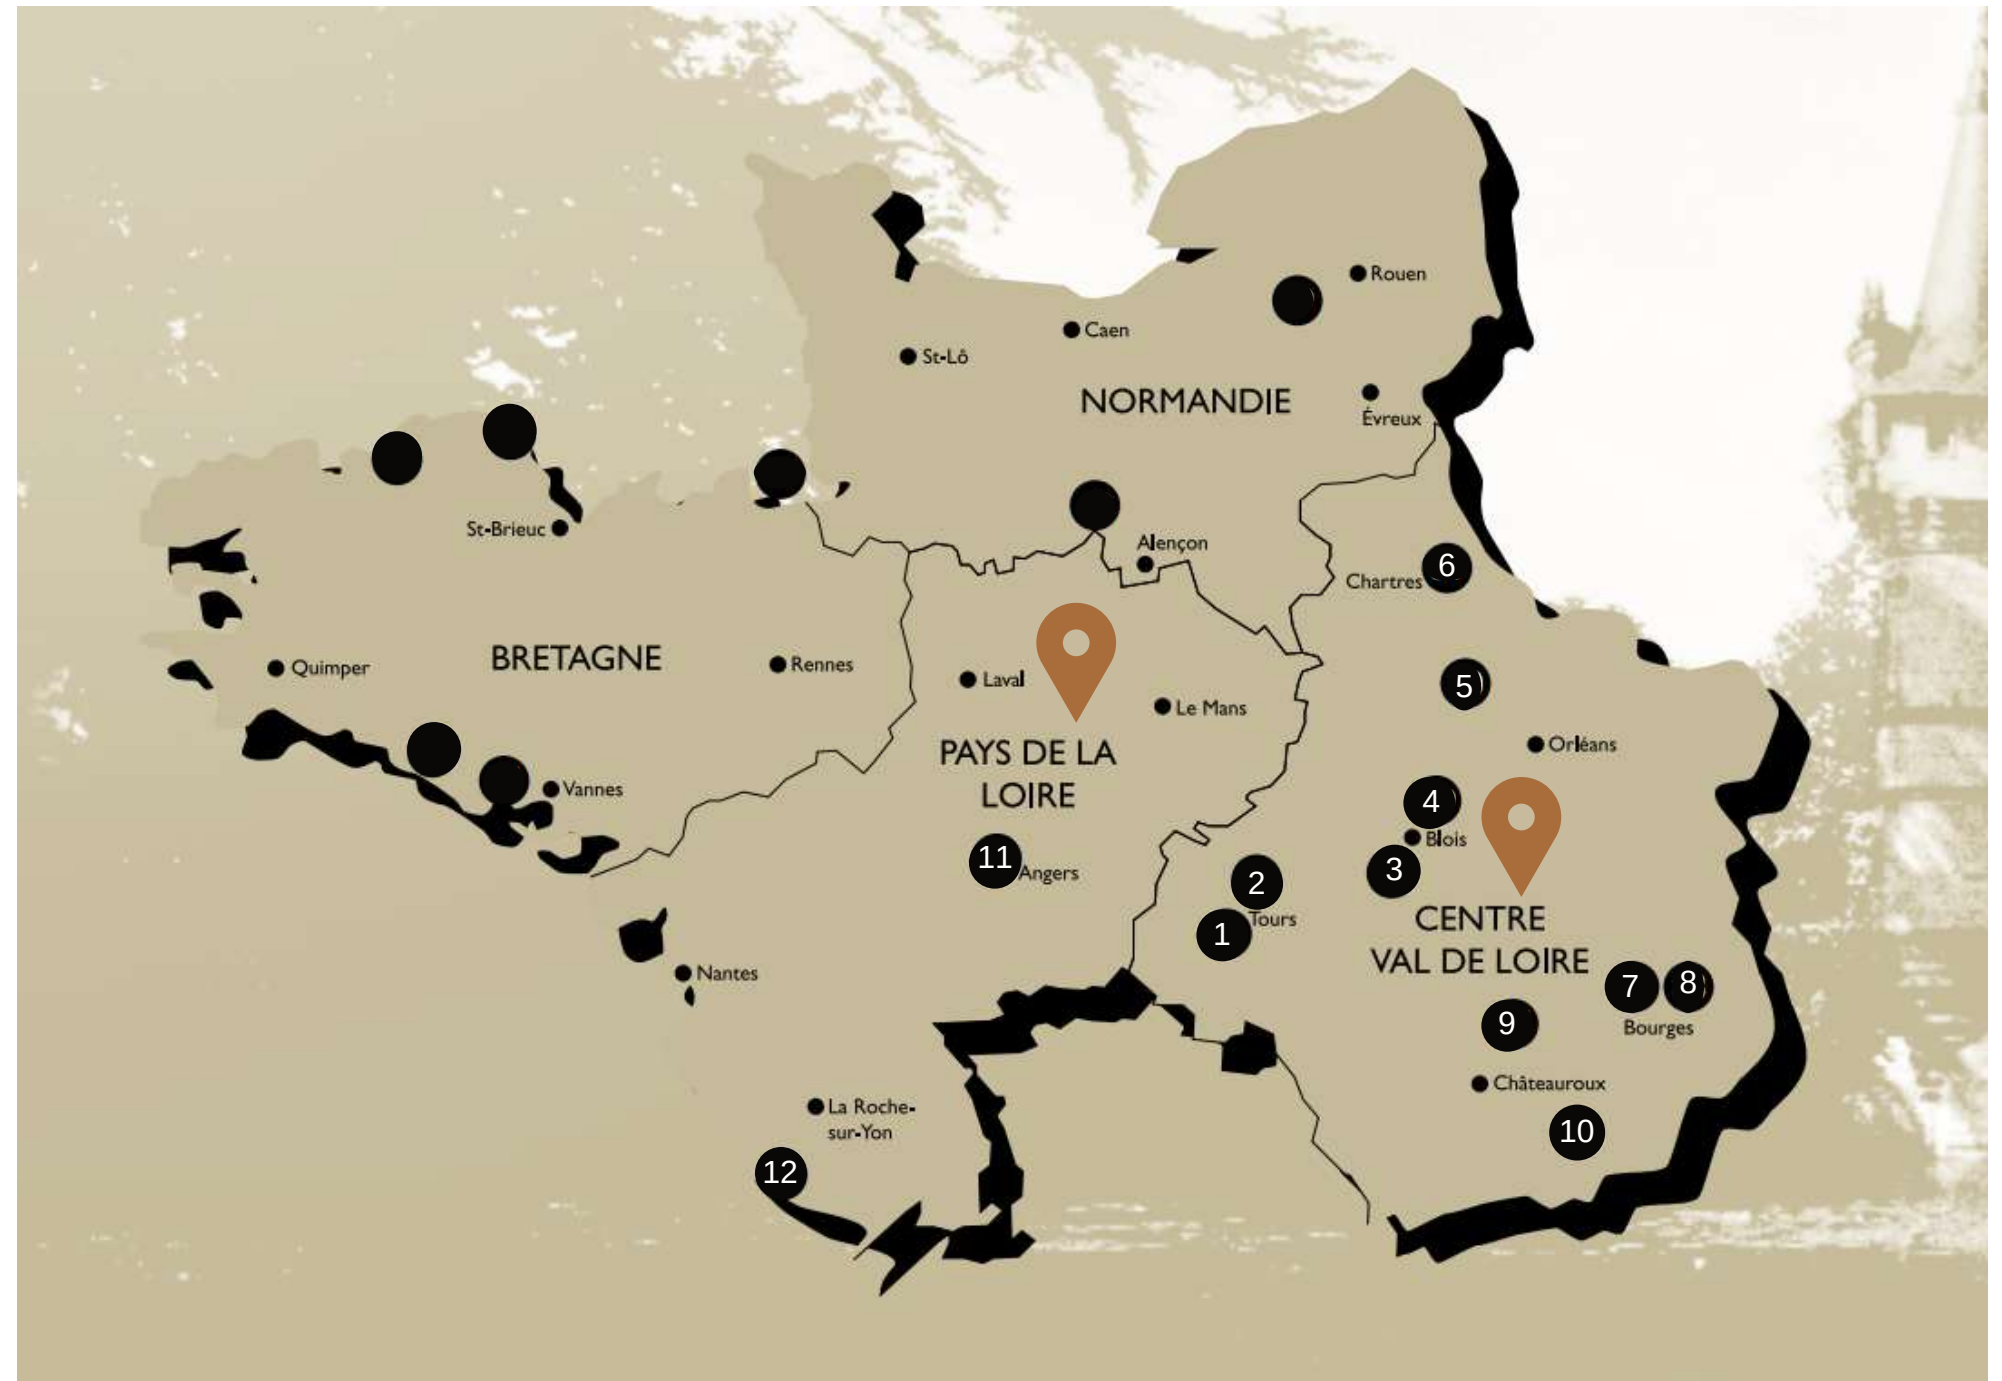 Rouen
Caen
St-Lô
NORMANDIE
Évreux
St-Brieuc
Alençon
6
Chartres
BRETAGNE
Quimper
Rennes
Laval
5
Le Mans
PAYS DE LA
LOIRE
Orléans
Vannes
4
Blois
11
Angers
3
2
Tours
1
CENTRE
VAL DE LOIRE
Nantes
7
8
9
Bourges
Châteauroux
La Roche-
sur-Yon
10
12